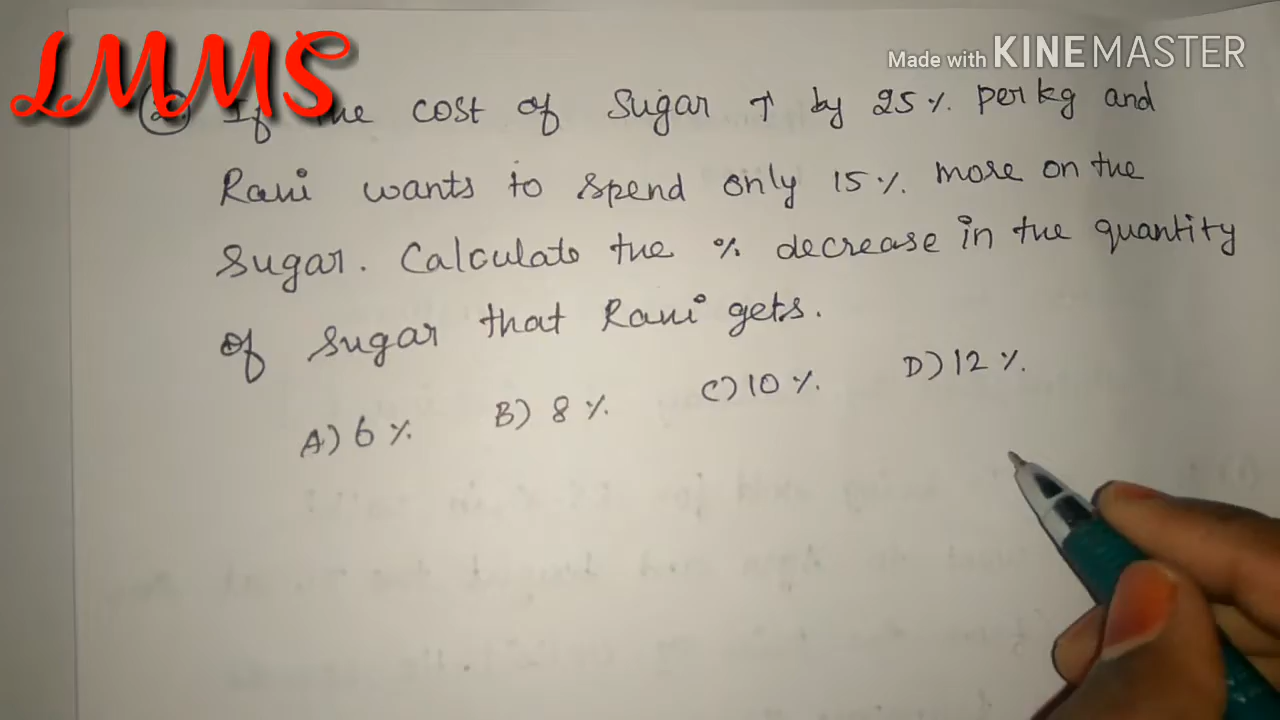 LMMS
Made with KINEMASTER
② If the cost of Sugar ↑ by 25 % per kg and
Rani wants to spend only 15 %. more on the
Sugar. Calculate the % decrease in the quantity
of sugar that Rani gets.
A) 6 %. B) 8 %. C) 10 %. D) 12 %.